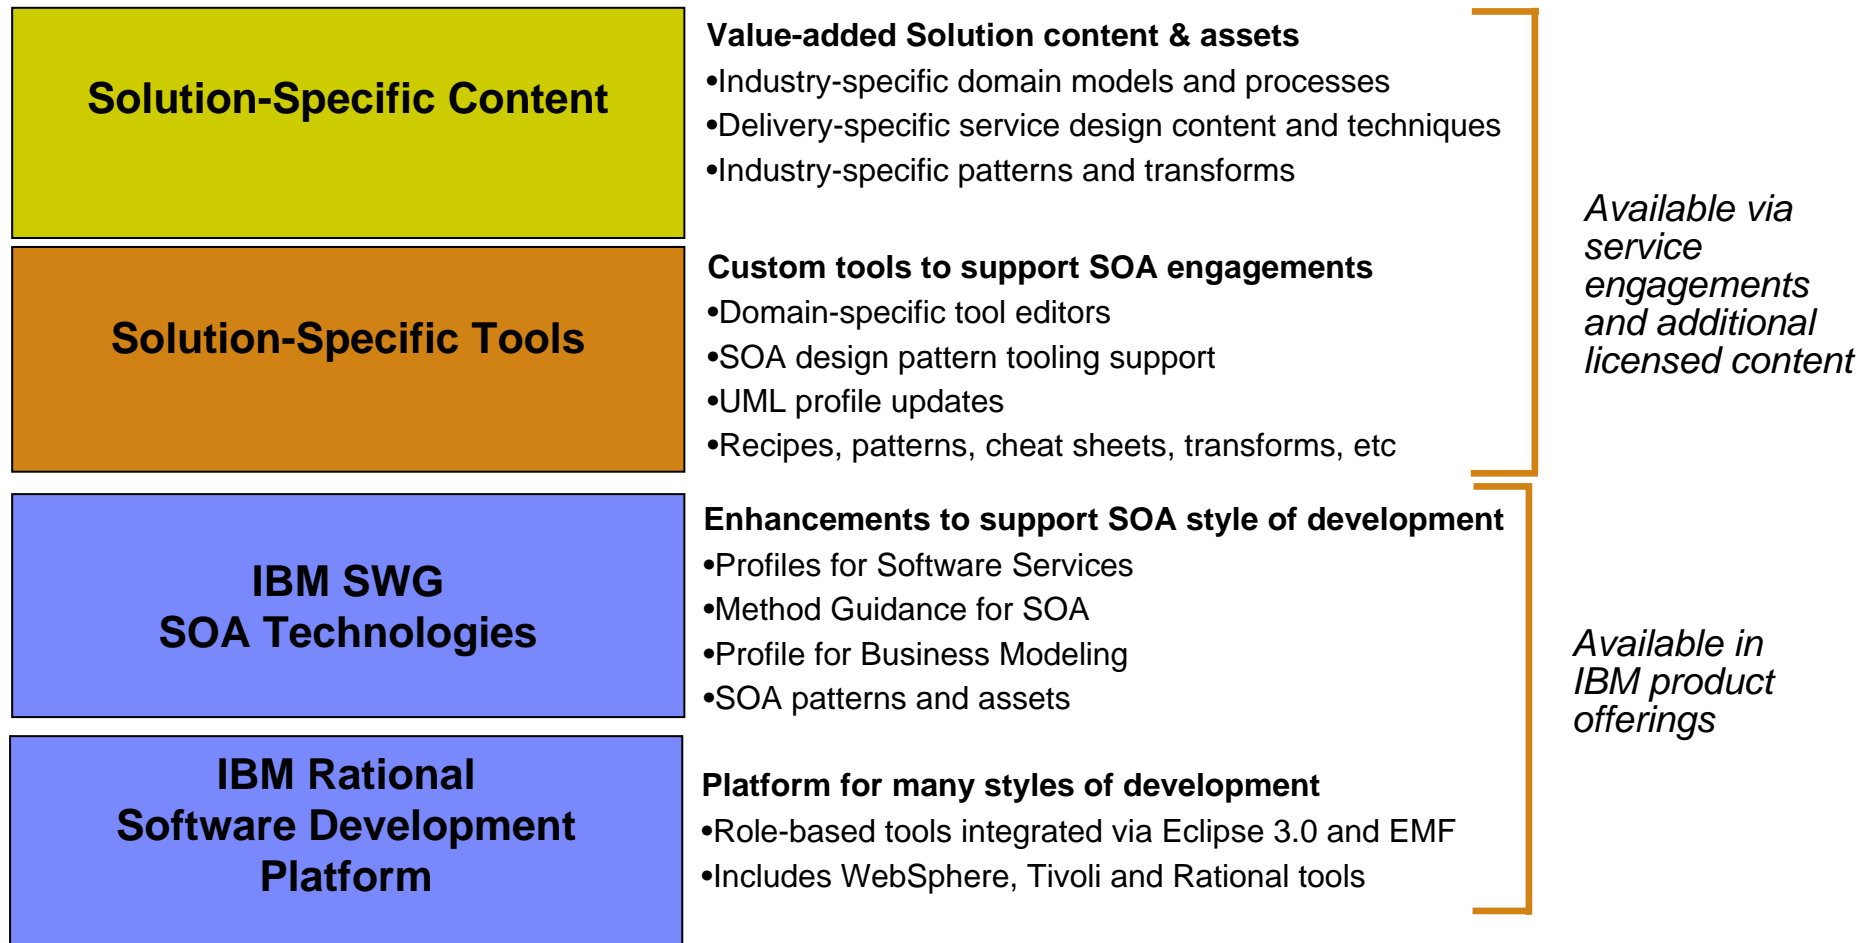 Solution-Specific Content
Value-added Solution content & assets
•Industry-specific domain models and processes
•Delivery-specific service design content and techniques
•Industry-specific patterns and transforms
Solution-Specific Tools
Custom tools to support SOA engagements
•Domain-specific tool editors
•SOA design pattern tooling support
•UML profile updates
•Recipes, patterns, cheat sheets, transforms, etc
Available via
service
engagements
and additional
licensed content
IBM SWG
SOA Technologies
Enhancements to support SOA style of development
•Profiles for Software Services
•Method Guidance for SOA
•Profile for Business Modeling
•SOA patterns and assets
IBM Rational
Software Development
Platform
Platform for many styles of development
•Role-based tools integrated via Eclipse 3.0 and EMF
•Includes WebSphere, Tivoli and Rational tools
Available in
IBM product
offerings